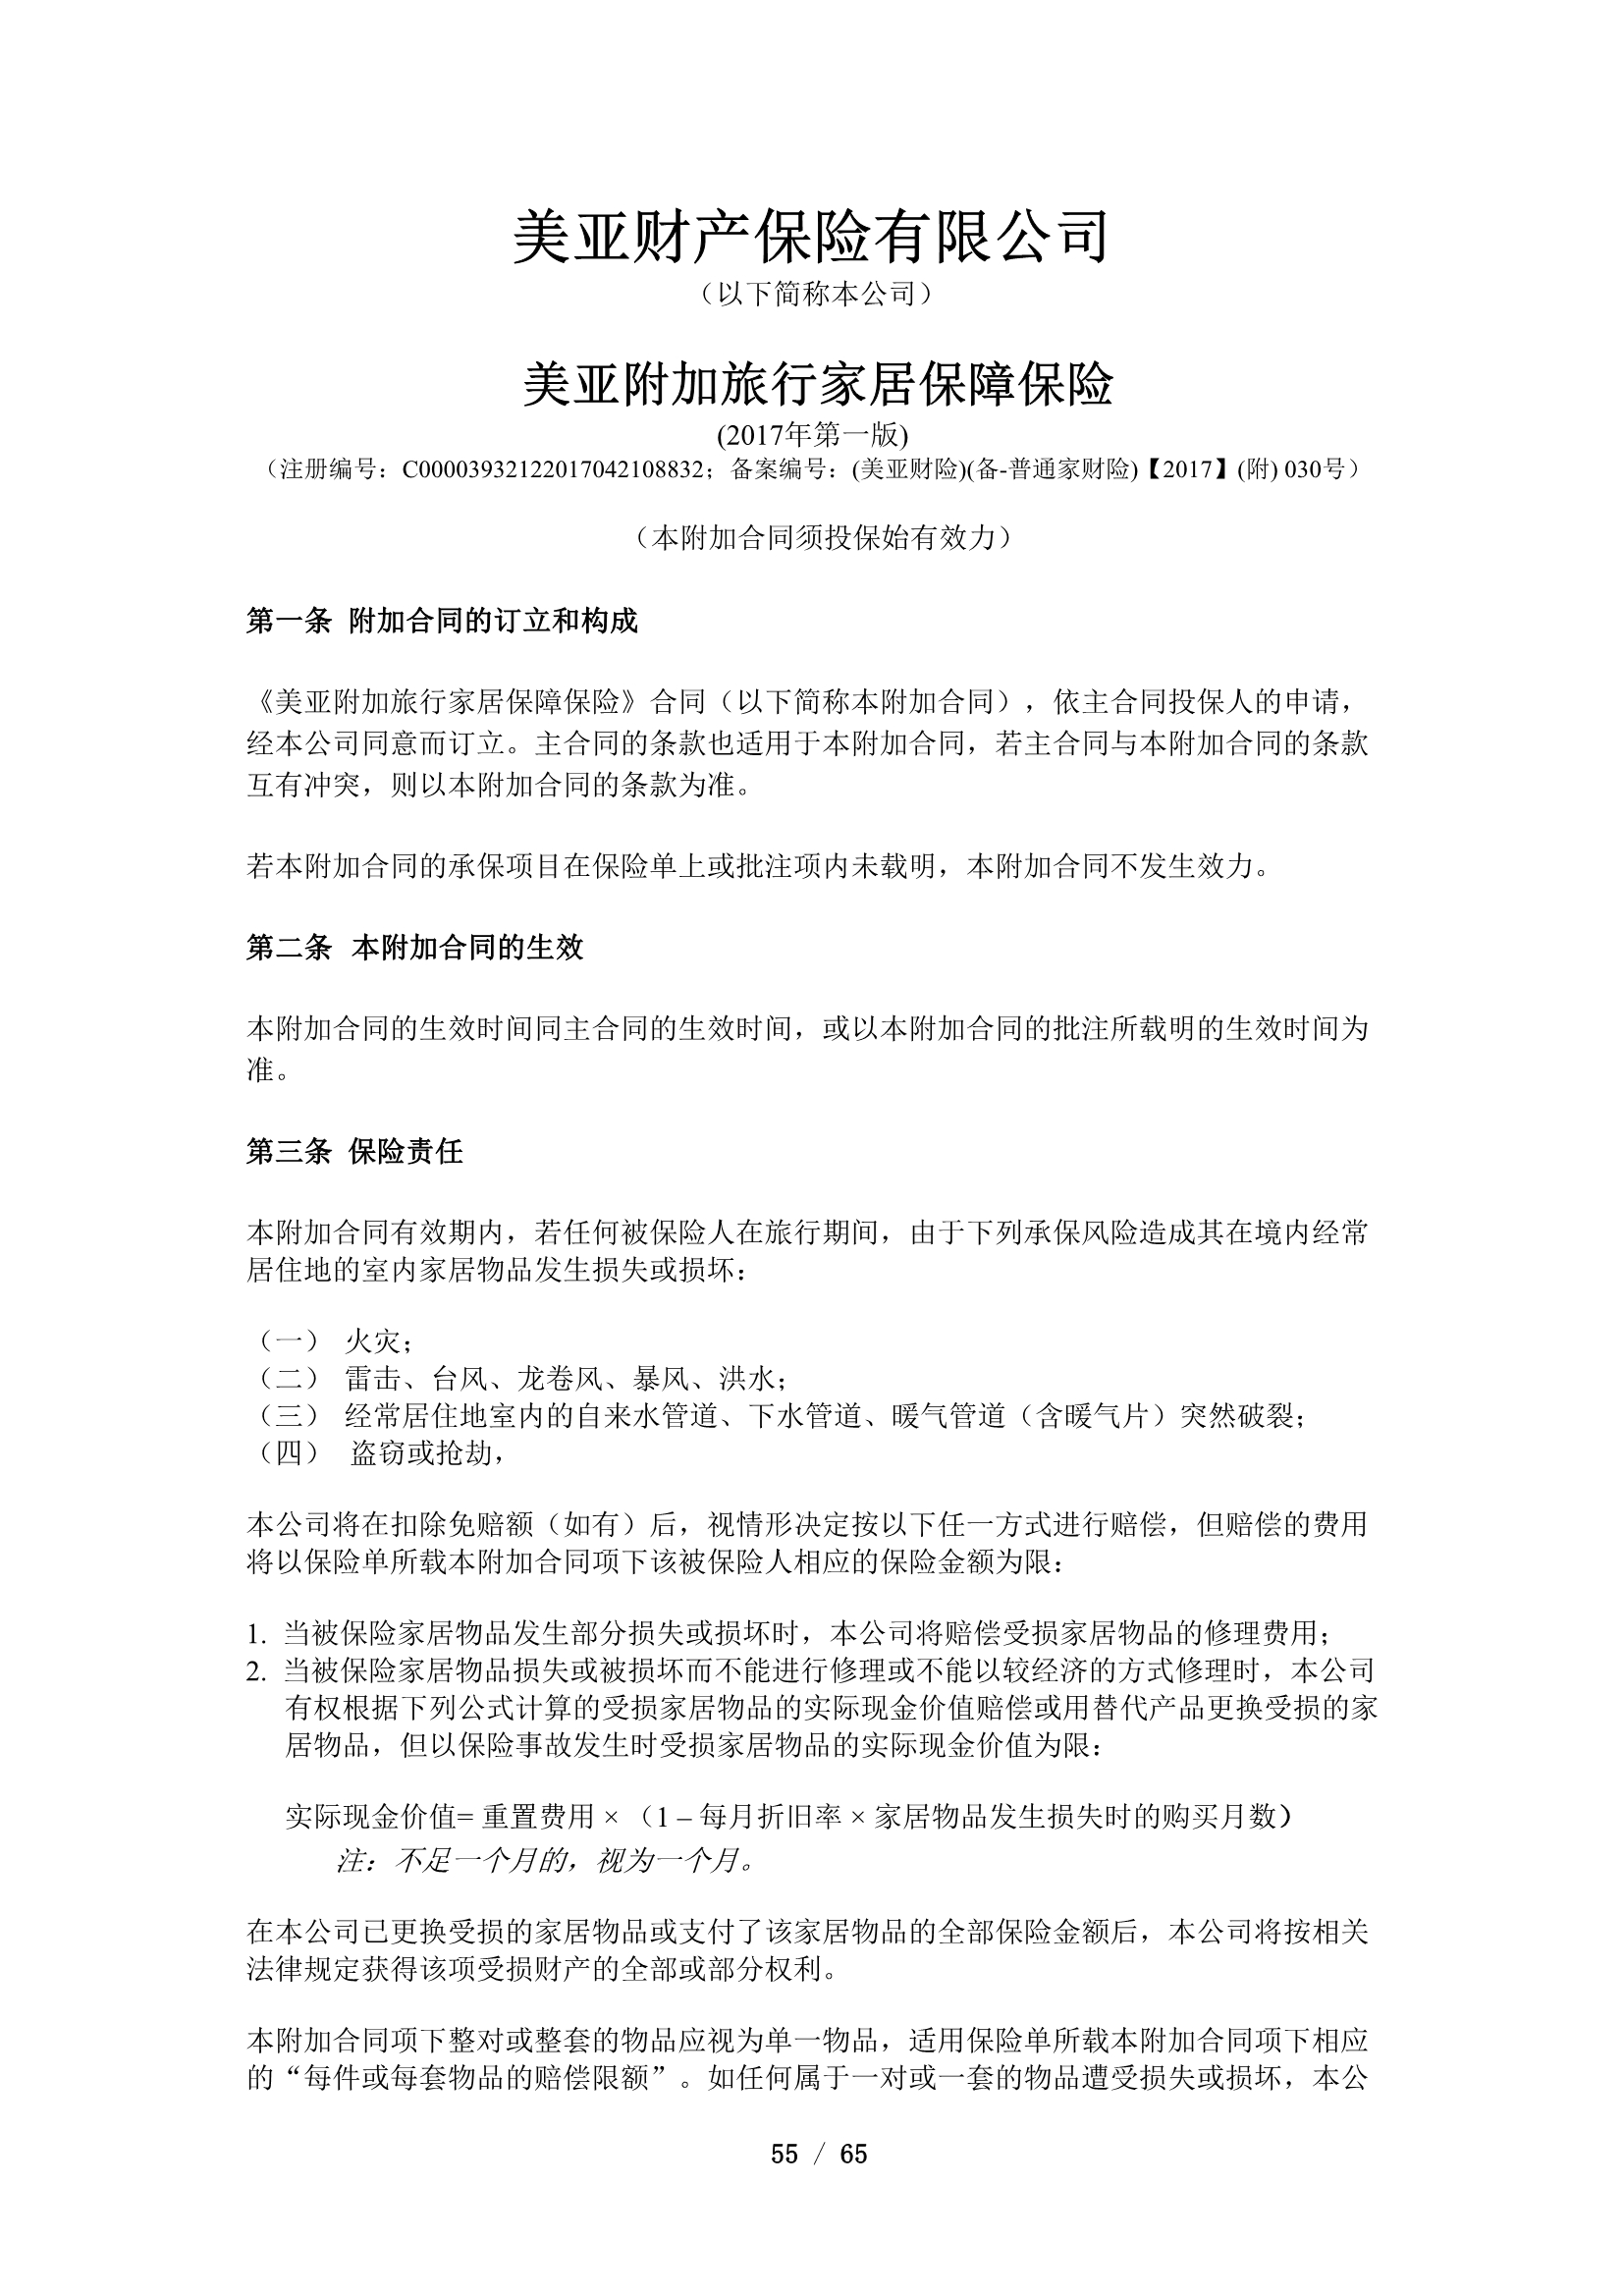 美亚财产保险有限公司
（以下简称本公司）
美亚附加旅行家居保障保险
(2017年第一版)
（注册编号：C00003932122017042108832；备案编号：(美亚财险)(备-普通家财险)【2017】(附) 030号）
（本附加合同须投保始有效力）
第一条 附加合同的订立和构成
《美亚附加旅行家居保障保险》合同（以下简称本附加合同），依主合同投保人的申请，
经本公司同意而订立。主合同的条款也适用于本附加合同，若主合同与本附加合同的条款
互有冲突，则以本附加合同的条款为准。
若本附加合同的承保项目在保险单上或批注项内未载明，本附加合同不发生效力。
第二条 本附加合同的生效
本附加合同的生效时间同主合同的生效时间，或以本附加合同的批注所载明的生效时间为
准。
第三条 保险责任
本附加合同有效期内，若任何被保险人在旅行期间，由于下列承保风险造成其在境内经常
居住地的室内家居物品发生损失或损坏：
（一） 火灾；
（二） 雷击、台风、龙卷风、暴风、洪水；
（三） 经常居住地室内的自来水管道、下水管道、暖气管道（含暖气片）突然破裂；
（四） 盗窃或抢劫，
本公司将在扣除免赔额（如有）后，视情形决定按以下任一方式进行赔偿，但赔偿的费用
将以保险单所载本附加合同项下该被保险人相应的保险金额为限：
1. 当被保险家居物品发生部分损失或损坏时，本公司将赔偿受损家居物品的修理费用；
2. 当被保险家居物品损失或被损坏而不能进行修理或不能以较经济的方式修理时，本公司
有权根据下列公式计算的受损家居物品的实际现金价值赔偿或用替代产品更换受损的家
居物品，但以保险事故发生时受损家居物品的实际现金价值为限：
实际现金价值= 重置费用 × （1 – 每月折旧率 × 家居物品发生损失时的购买月数）
注：不足一个月的，视为一个月。
在本公司已更换受损的家居物品或支付了该家居物品的全部保险金额后，本公司将按相关
法律规定获得该项受损财产的全部或部分权利。
本附加合同项下整对或整套的物品应视为单一物品，适用保险单所载本附加合同项下相应
的“每件或每套物品的赔偿限额”。如任何属于一对或一套的物品遭受损失或损坏，本公
55 / 65